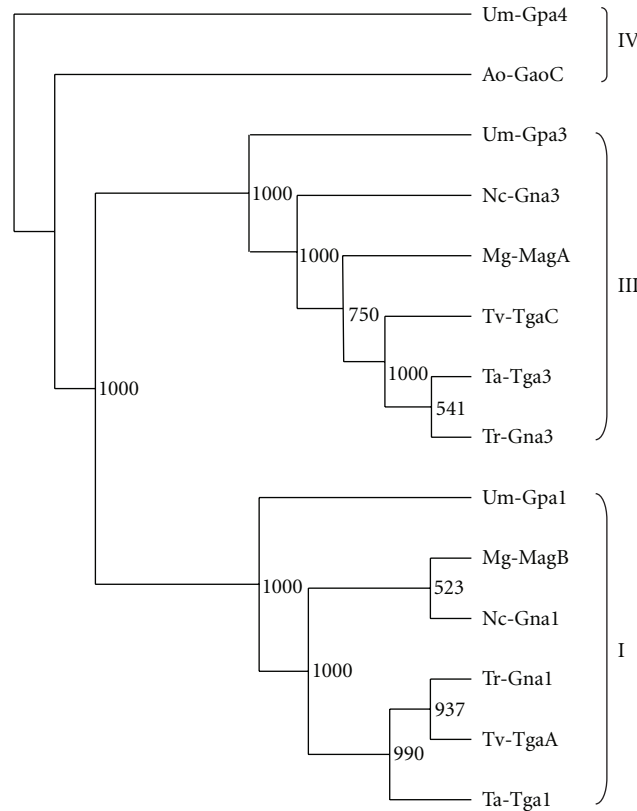 Um-Gpa4
IV
Ao-GaoC
Um-Gpa3
1000
Nc-Gna3
1000
Mg-MagA
III
750
Tv-TgaC
1000
Ta-Tga3
1000
541
Tr-Gna3
Um-Gpa1
Mg-MagB
1000
523
Nc-Gna1
I
1000
Tr-Gna1
937
Tv-TgaA
990
Ta-Tga1